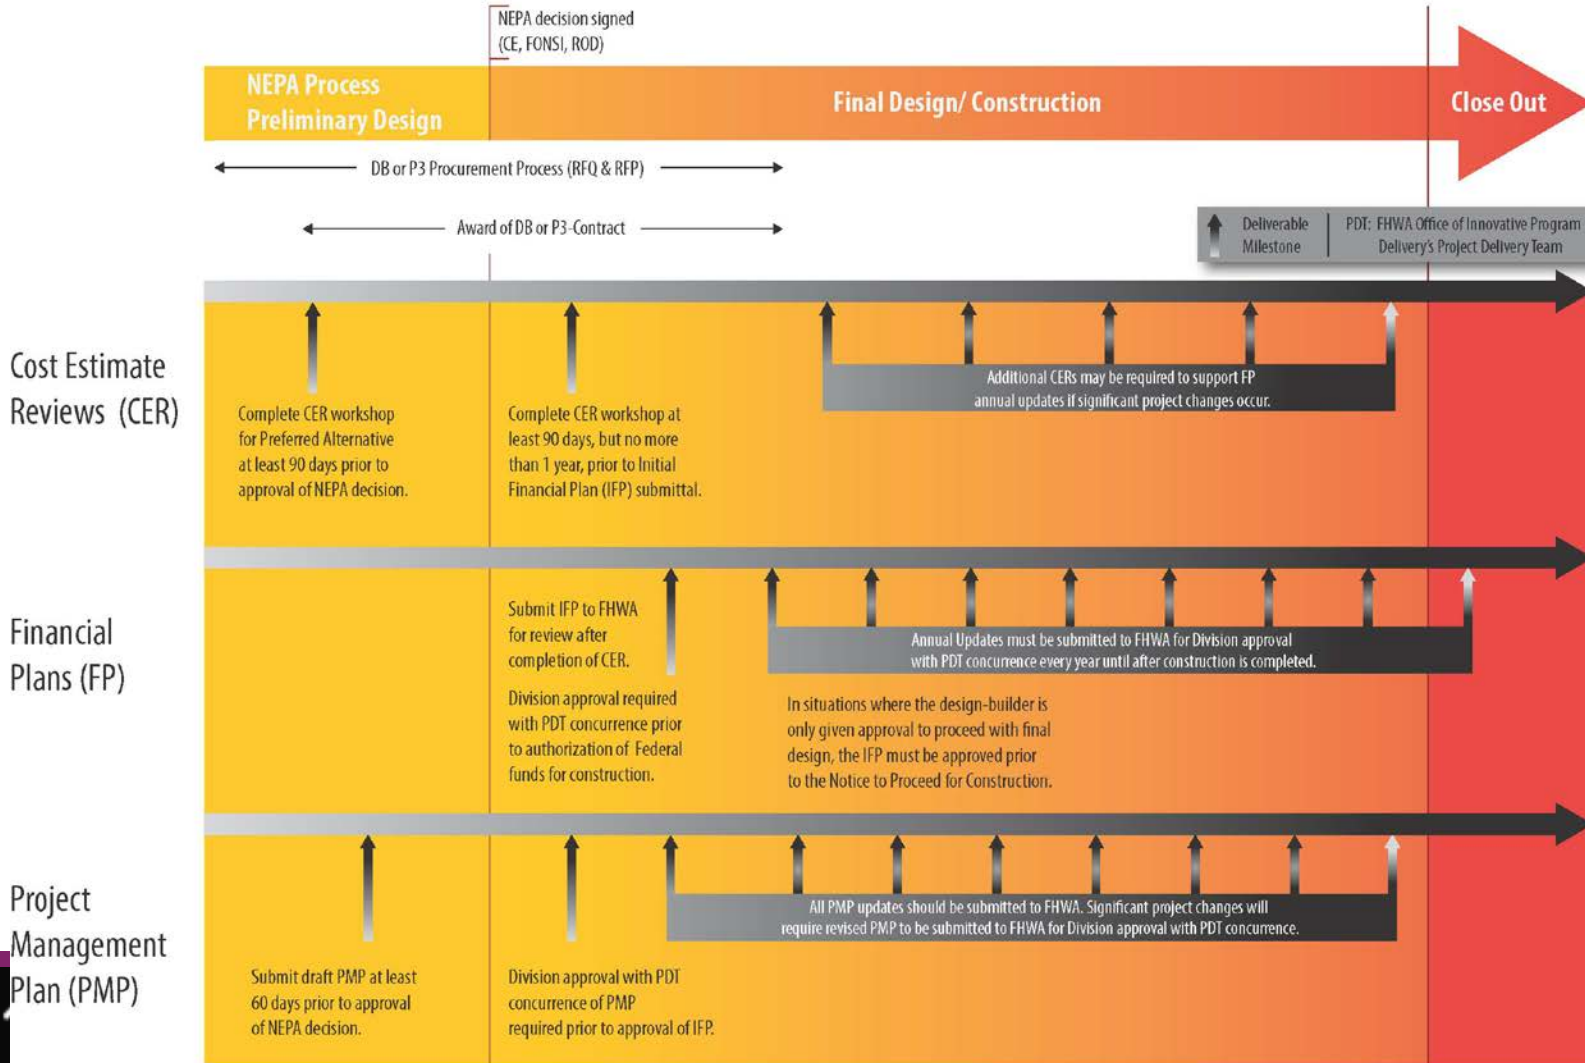 NEPA decision signed
(CE, FONSI, ROD)
NEPA Process
Preliminary Design
Final Design/ Construction
Close Out
DB or P3 Procurement Process (RFQ & RFP)
Award of DB or P3-Contract
Deliverable
Milestone
PDT: FHWA Office of Innovative Program
Delivery's Project Delivery Team
Cost Estimate
Reviews (CER)
Complete CER workshop
for Preferred Alternative
at least 90 days prior to
approval of NEPA decision.
Complete CER workshop at
least 90 days, but no more
than 1 year, prior to Initial
Financial Plan (IFP) submittal.
Additional CERs may be required to support FP
annual updates if significant project changes occur.
Financial
Plans (FP)
Submit IFP to FHWA
for review after
completion of CER.
Division approval required
with PDT concurrence prior
to authorization of Federal
funds for construction.
Annual Updates must be submitted to FHWA for Division approval
with PDT concurrence every year until after construction is completed.
In situations where the design-builder is
only given approval to proceed with final
design, the IFP must be approved prior
to the Notice to Proceed for Construction.
Project
Management
Plan (PMP)
Submit draft PMP at least
60 days prior to approval
of NEPA decision.
Division approval with PDT
concurrence of PMP
required prior to approval of IFP.
All PMP updates should be submitted to FHWA. Significant project changes will
require revised PMP to be submitted to FHWA for Division approval with PDT concurrence.